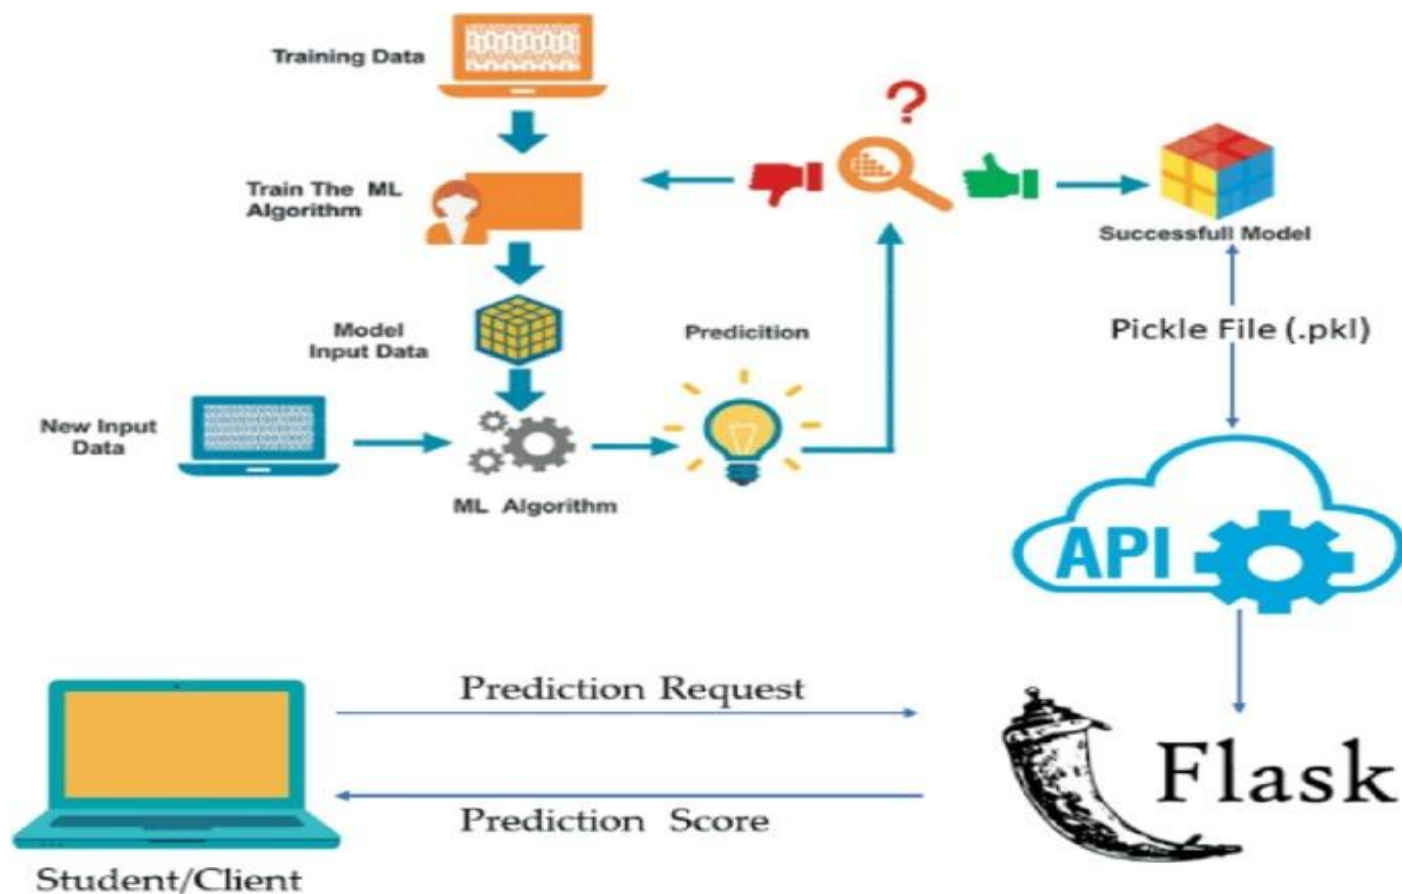 Training Data
?
Train The ML
Algorithm
Successfull Model
Model
Input Data
Predicition
Pickle File (.pkl)
New Input
Data
ML Algorithm
API
Prediction Request
Flask
Prediction Score
Student/Client